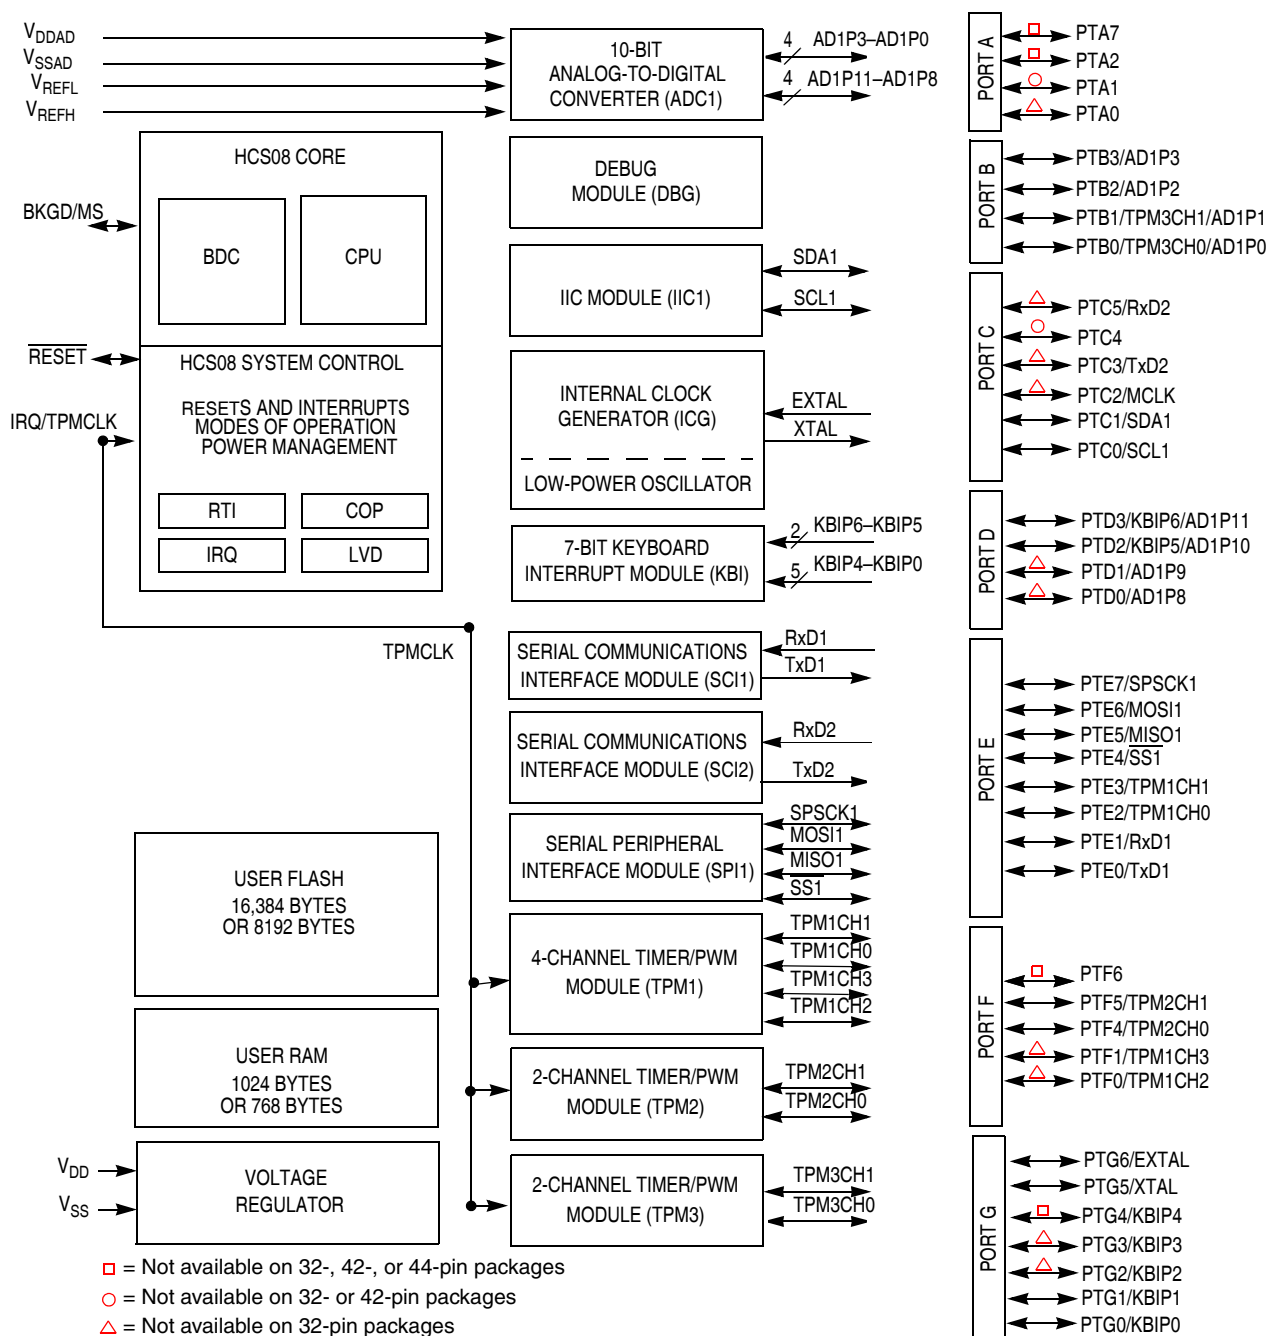 VDDAD
VSSAD
VREFL
VREFH
10-BIT
ANALOG-TO-DIGITAL
CONVERTER (ADC1)
4 AD1P3–AD1P0
4 AD1P11–AD1P8
HCS08 CORE
BDC
CPU
BKGD/MS
RESET
IRQ/TPMCLK
HCS08 SYSTEM CONTROL
RESETS AND INTERRUPTS
MODES OF OPERATION
POWER MANAGEMENT
RTI
COP
IRQ
LVD
TPMCLK
DEBUG
MODULE (DBG)
IIC MODULE (IIC1)
SDA1
SCL1
INTERNAL CLOCK
GENERATOR (ICG)
LOW-POWER OSCILLATOR
EXTAL
XTAL
7-BIT KEYBOARD
INTERRUPT MODULE (KBI)
2 KBIP6–KBIP5
5 KBIP4–KBIP0
SERIAL COMMUNICATIONS
INTERFACE MODULE (SCI1)
RxD1
TxD1
SERIAL COMMUNICATIONS
INTERFACE MODULE (SCI2)
RxD2
TxD2
SERIAL PERIPHERAL
INTERFACE MODULE (SPI1)
SPSCK1
MOSI1
MISO1
SS1
4-CHANNEL TIMER/PWM
MODULE (TPM1)
TPM1CH1
TPM1CH0
TPM1CH3
TPM1CH2
2-CHANNEL TIMER/PWM
MODULE (TPM2)
TPM2CH1
TPM2CH0
2-CHANNEL TIMER/PWM
MODULE (TPM3)
TPM3CH1
TPM3CH0
USER FLASH
16,384 BYTES
OR 8192 BYTES
USER RAM
1024 BYTES
OR 768 BYTES
VDD
VSS
VOLTAGE
REGULATOR
PORT A
PTA7
PTA2
PTA1
PTA0
PORT B
PTB3/AD1P3
PTB2/AD1P2
PTB1/TPM3CH1/AD1P1
PTB0/TPM3CH0/AD1P0
PORT C
PTC5/RxD2
PTC4
PTC3/TxD2
PTC2/MCLK
PTC1/SDA1
PTC0/SCL1
PORT D
PTD3/KBIP6/AD1P11
PTD2/KBIP5/AD1P10
PTD1/AD1P9
PTD0/AD1P8
PORT E
PTE7/SPSCK1
PTE6/MOSI1
PTE5/MISO1
PTE4/SS1
PTE3/TPM1CH1
PTE2/TPM1CH0
PTE1/RxD1
PTE0/TxD1
PORT F
PTF6
PTF5/TPM2CH1
PTF4/TPM2CH0
PTF1/TPM1CH3
PTF0/TPM1CH2
PORT G
PTG6/EXTAL
PTG5/XTAL
PTG4/KBIP4
PTG3/KBIP3
PTG2/KBIP2
PTG1/KBIP1
PTG0/KBIP0
= Not available on 32-, 42-, or 44-pin packages
= Not available on 32- or 42-pin packages
= Not available on 32-pin packages